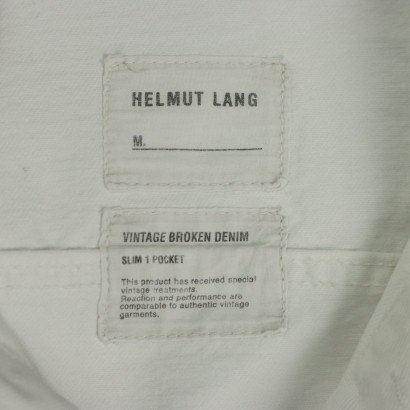 HELMUT LANG
M.
VINTAGE BROKEN DENIM
SLIM 1 POCKET
This product has received special
vintage treatments.
Reaction and performance are
comparable to authentic vintage
garments.